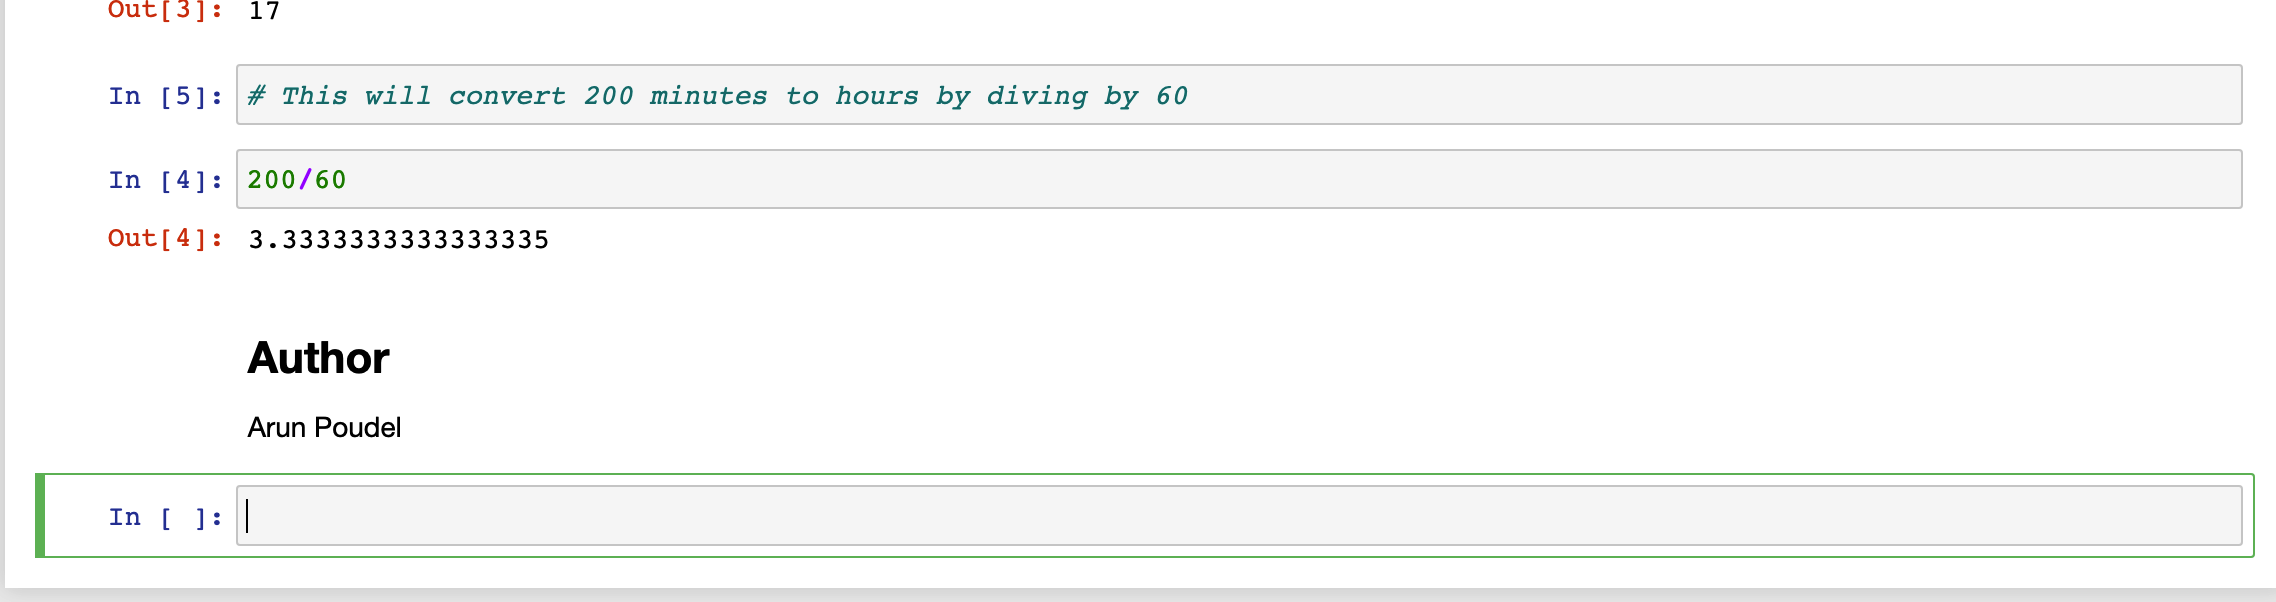 Out[3]: 17
In [5]: # This will convert 200 minutes to hours by diving by 60
In [4]: 200/60
Out[4]: 3.3333333333333335
Author
Arun Poudel
In [ ]: